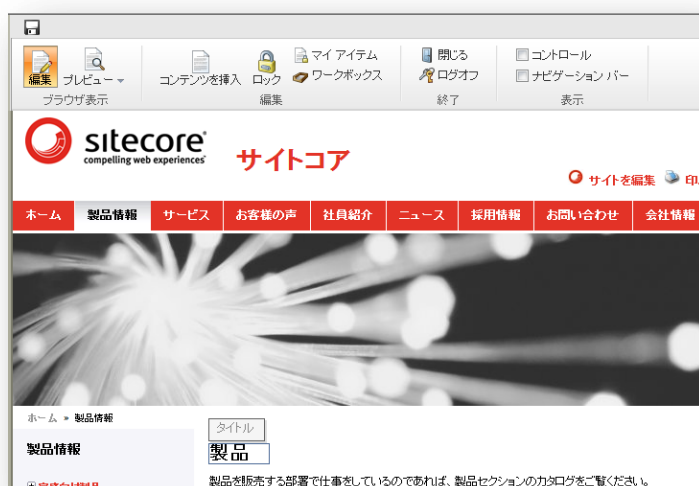 マイ アイテム 閉じる コントロール
編集 プレビュー コンテンツを挿入 ロック ワークボックス ログオフ ナビゲーション バー
ブラウザ表示 編集 終了 表示
sitecore
compelling web experiences
サイトコア
サイトを編集
ホーム 製品情報 サービス お客様の声 社員紹介 ニュース 採用情報 お問い合わせ 会社情報
ホーム » 製品情報
タイトル
製品情報
製品
製品を販売する部署で仕事をしているのであれば、製品セクションのカタログをご覧ください。